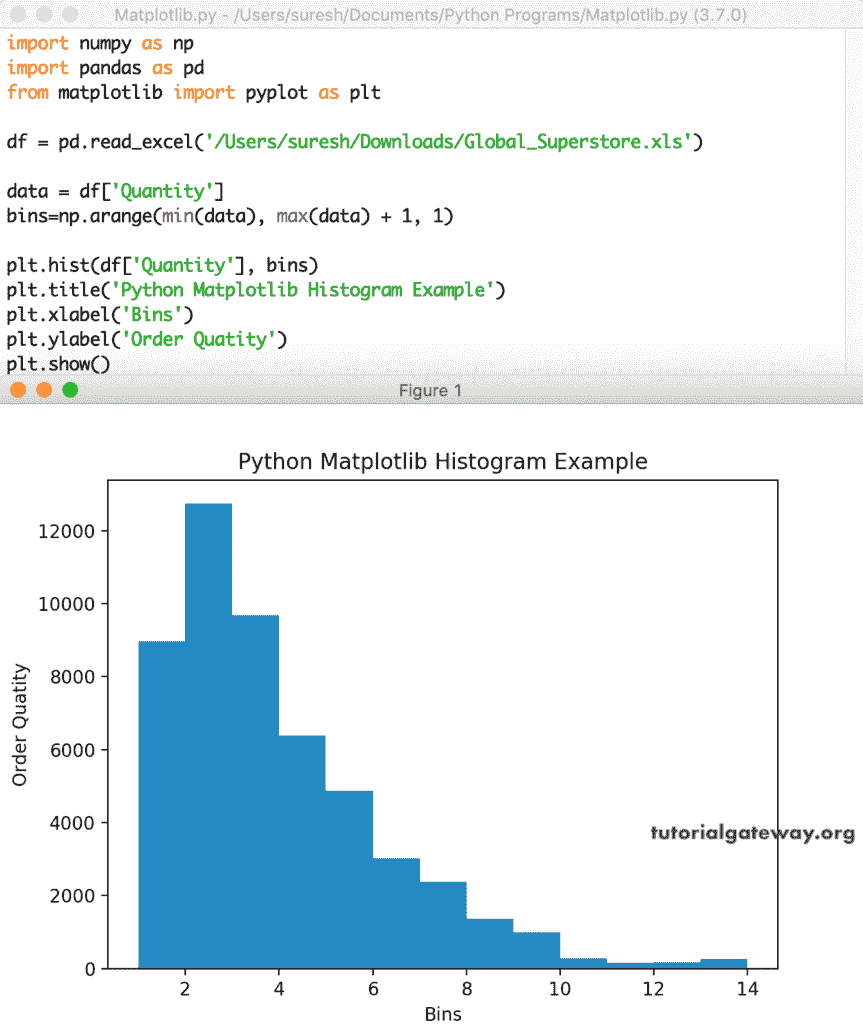 Matplotlib.py - /Users/suresh/Documents/Python Programs/Matplotlib.py (3.7.0)
import numpy as np
import pandas as pd
from matplotlib import pyplot as plt
df = pd.read_excel('/Users/suresh/Downloads/Global_Superstore.xls')
data = df['Quantity']
bins=np.arange(min(data), max(data) + 1, 1)
plt.hist(df['Quantity'], bins)
plt.title('Python Matplotlib Histogram Example')
plt.xlabel('Bins')
plt.ylabel('Order Quatity')
plt.show()
Figure 1
Python Matplotlib Histogram Example
12000
10000
8000
6000
4000
2000
0
Order Quatity
tutorialgateway.org
2 4 6 8 10 12 14
Bins